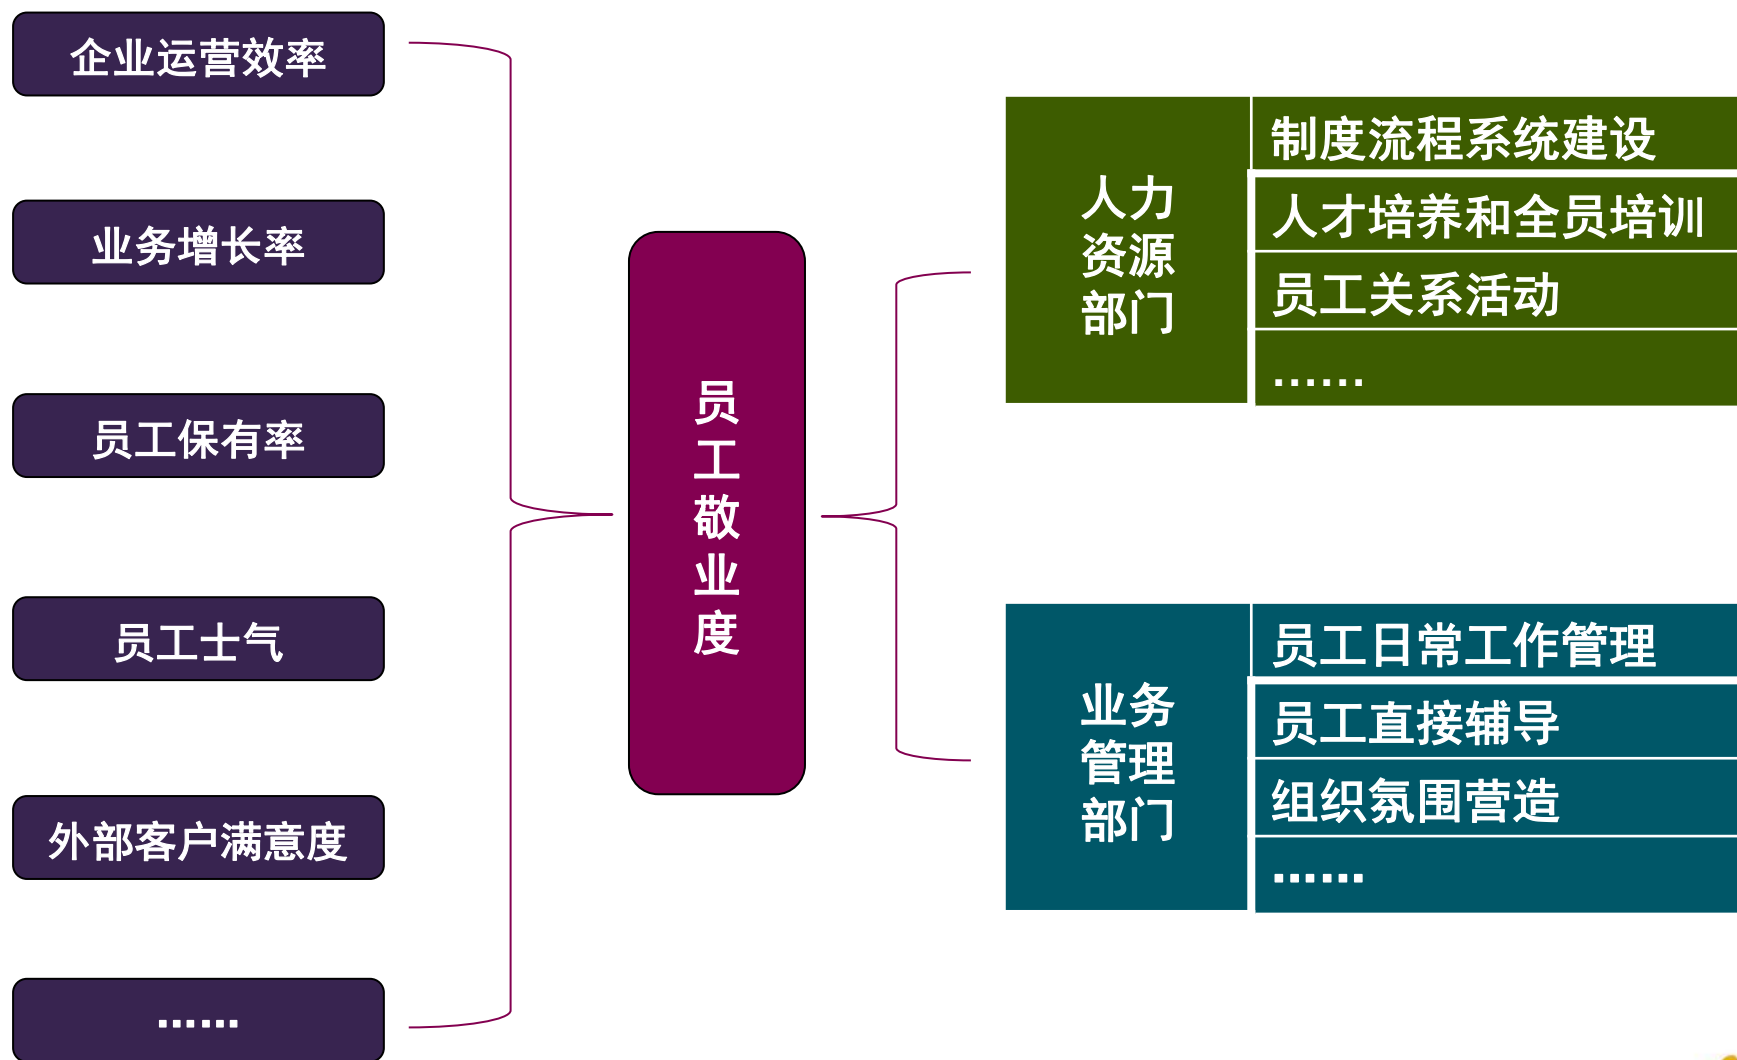 企业运营效率
业务增长率
员工保有率
员工士气
外部客户满意度
……
员
工
敬
业
度
人力
资源
部门
制度流程系统建设
人才培养和全员培训
员工关系活动
……
业务
管理
部门
员工日常工作管理
员工直接辅导
组织氛围营造
……